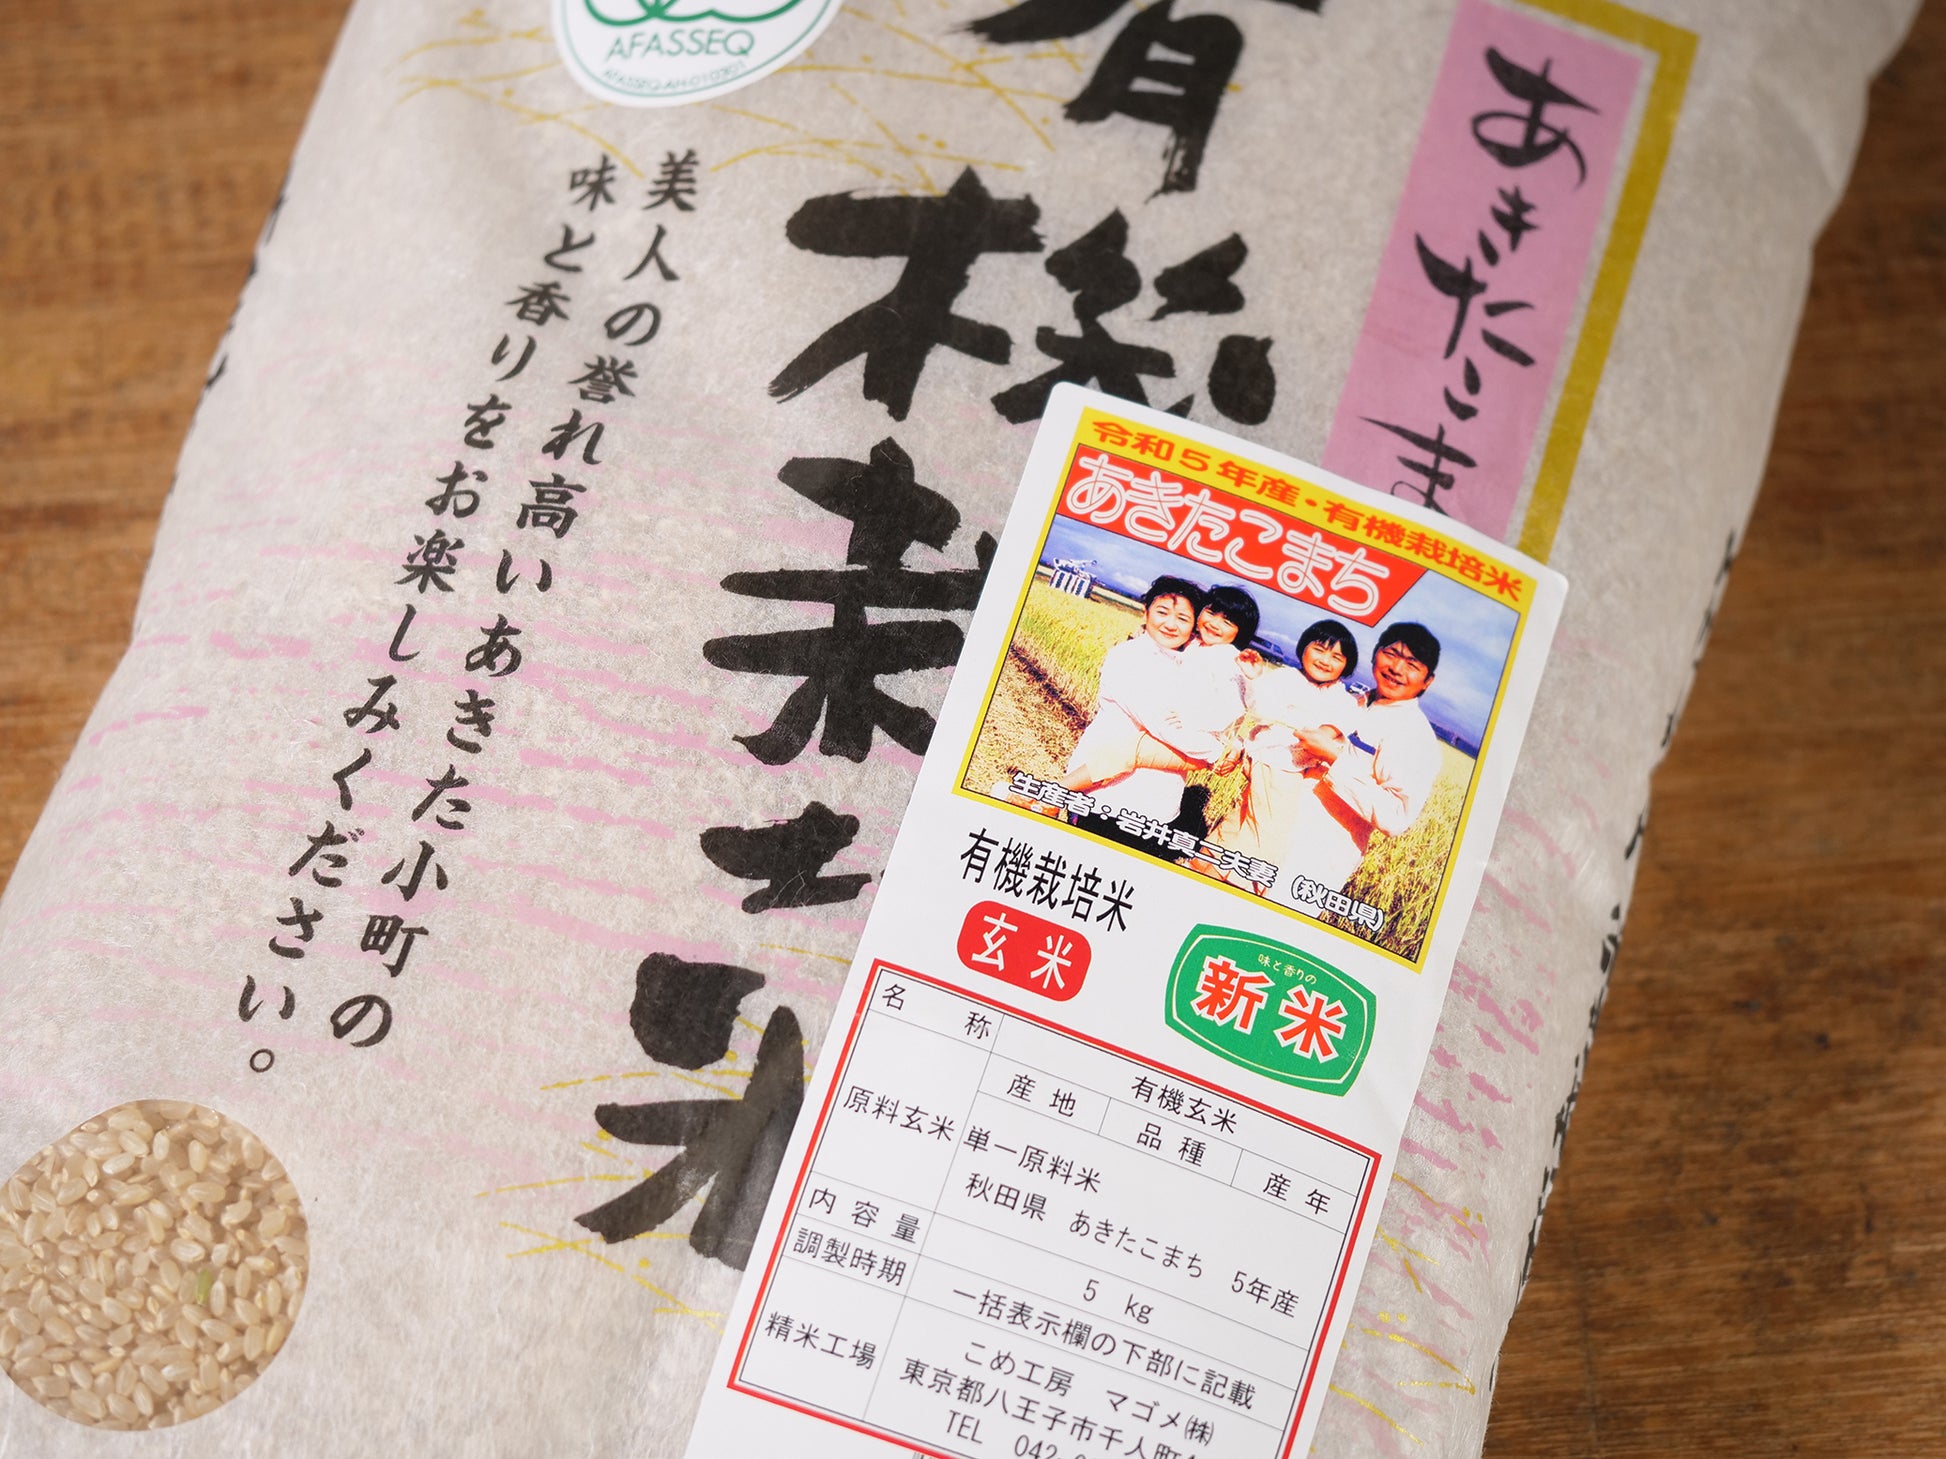 AFASSEQ
AFASSEQ-AH-010901
有機栽培米
あきたこま
美人の誉れ高いあきた小町の
味と香りをお楽しみください。
令和5年産・有機栽培米
あきたこまち
生産者：岩井真二夫妻 (秋田県)
有機栽培米
玄米
味と香りの
新米
名称 有機玄米
原料玄米 産地 品種 産年
単一原料米
秋田県 あきたこまち 5年産
内容量 5 kg
調製時期 一括表示欄の下部に記載
精米工場 こめ工房 マゴメ㈱
東京都八王子市千人町
TEL 042